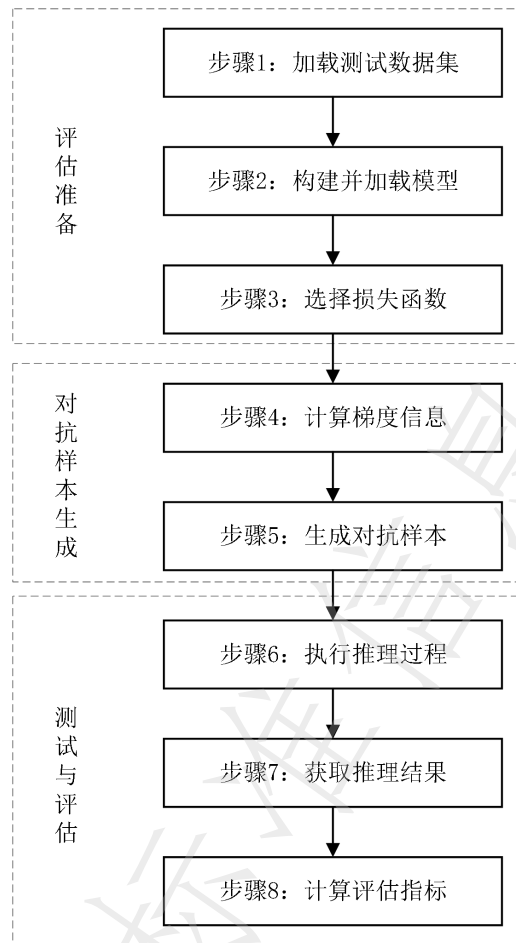 评估准备
步骤1：加载测试数据集
步骤2：构建并加载模型
步骤3：选择损失函数
对抗样本生成
步骤4：计算梯度信息
步骤5：生成对抗样本
测试与评估
步骤6：执行推理过程
步骤7：获取推理结果
步骤8：计算评估指标
标准信